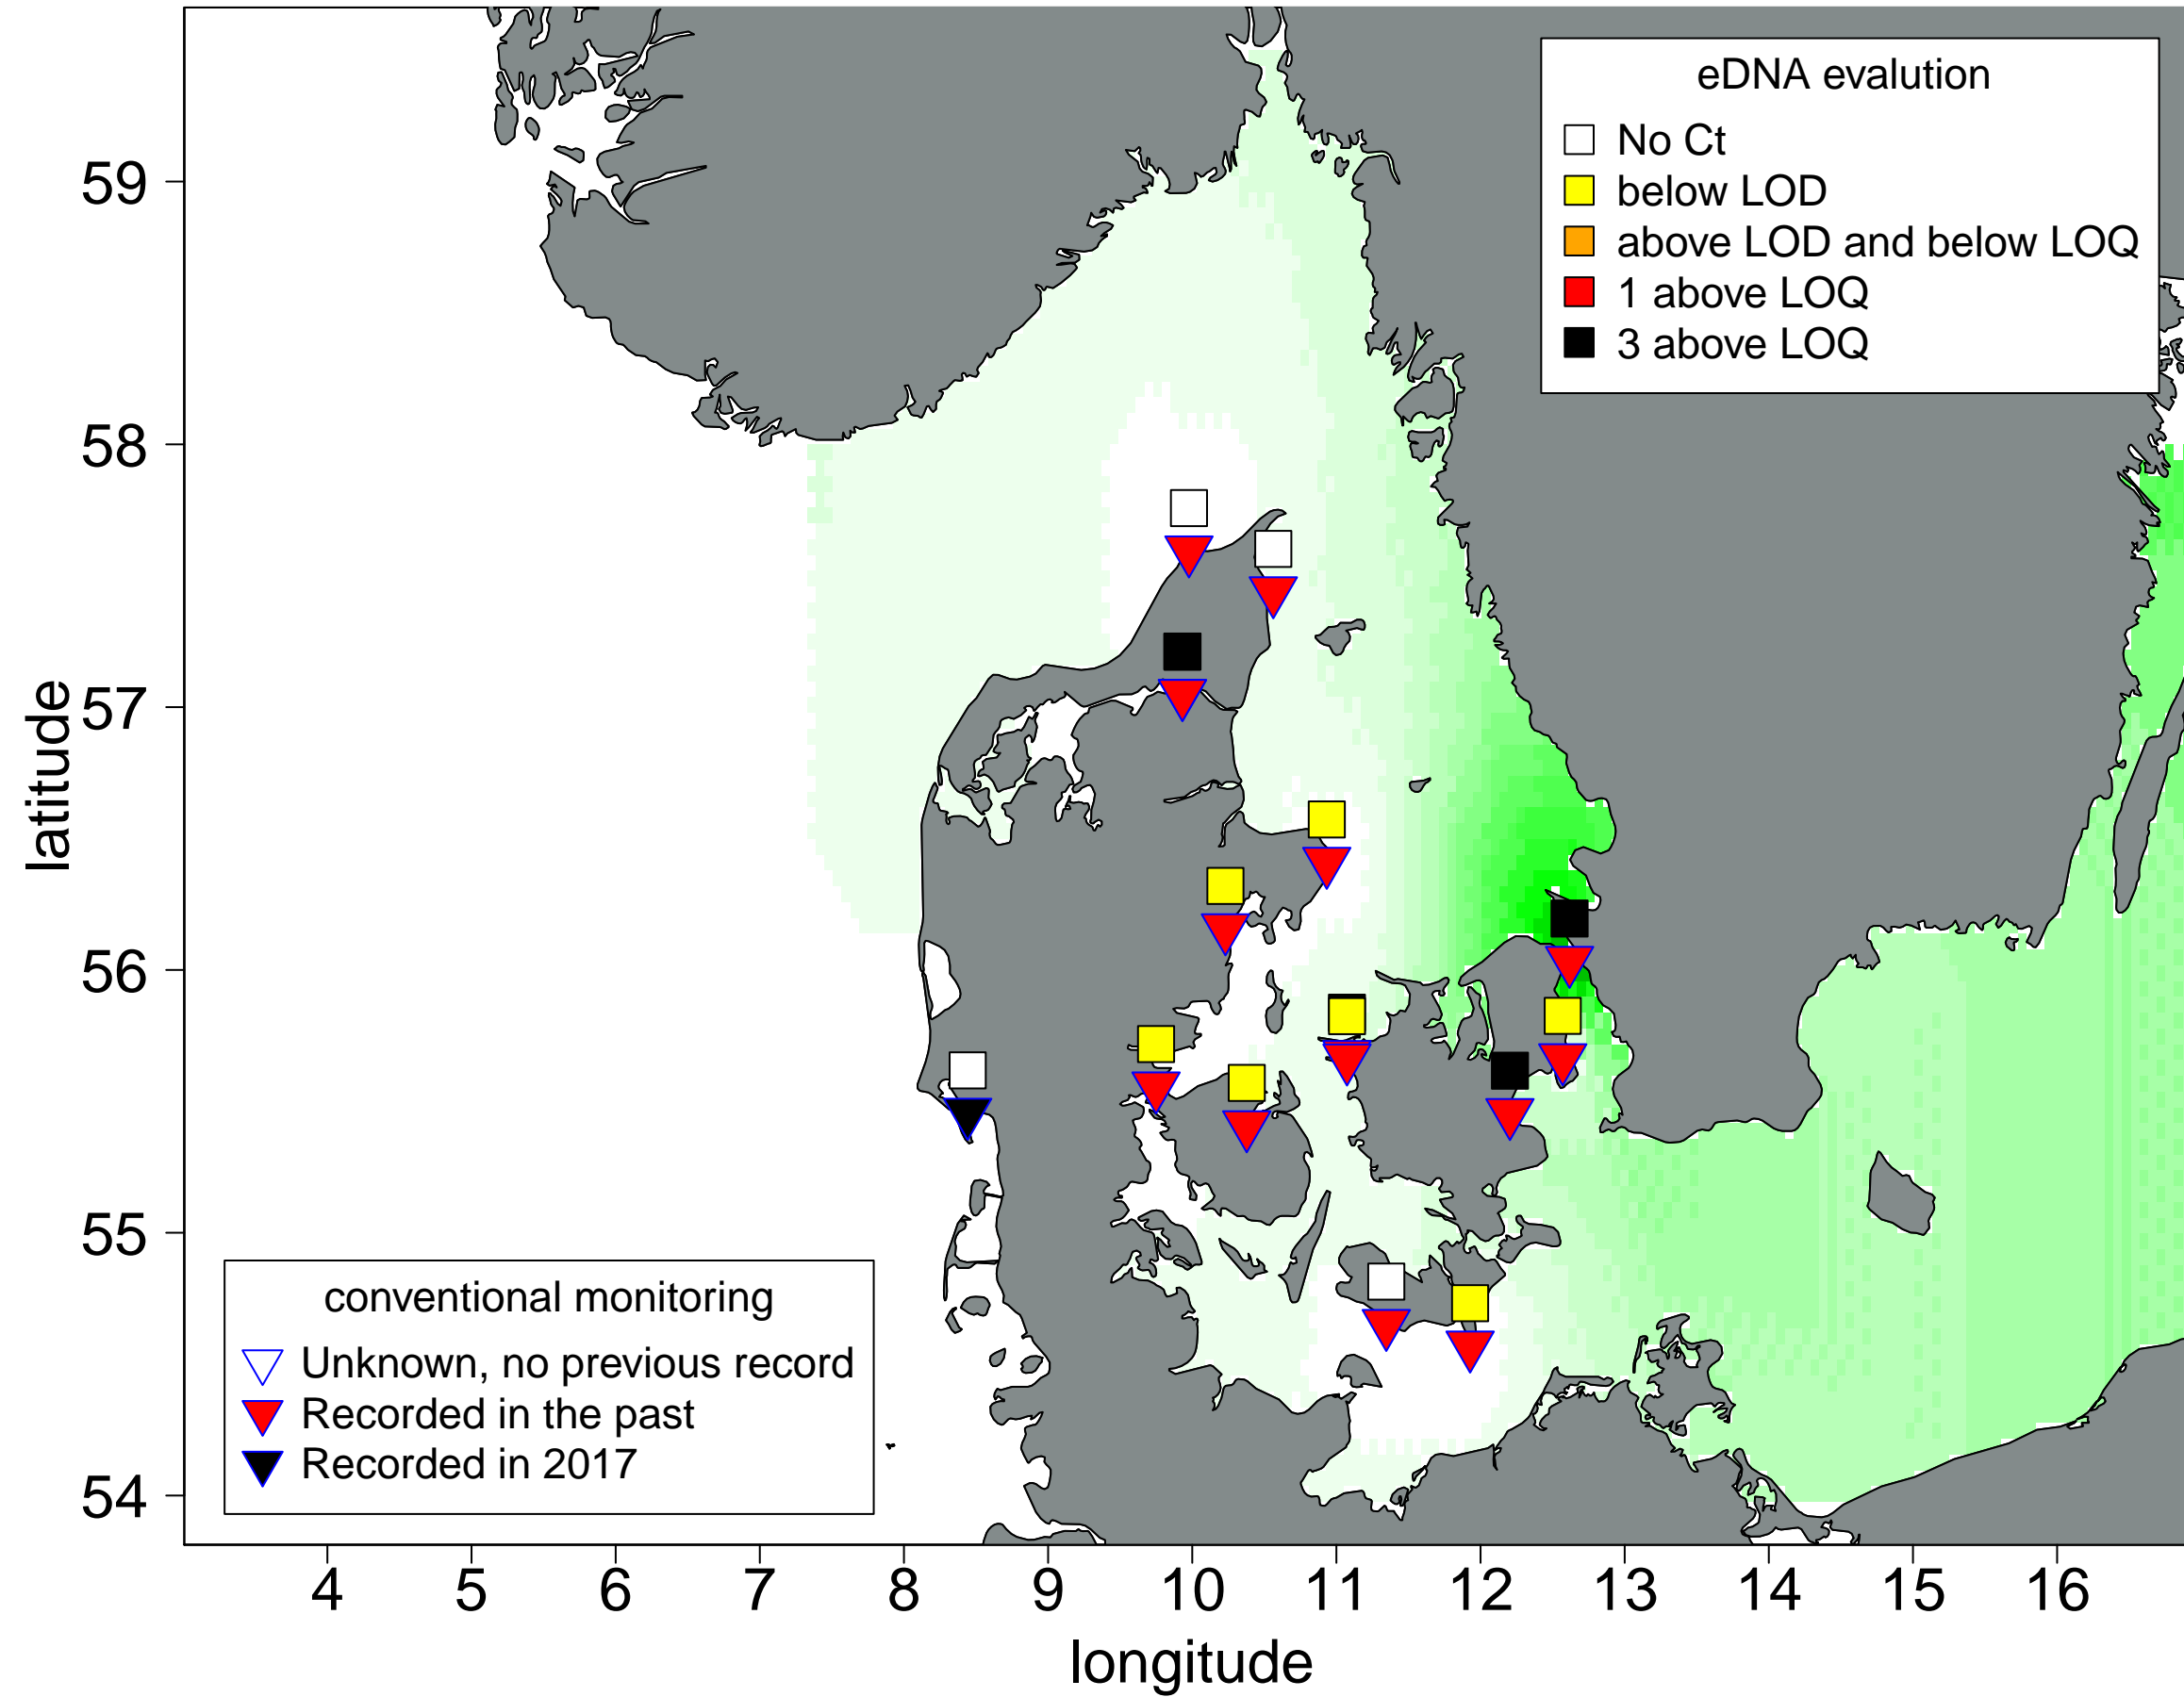 eDNA evalution
No Ct
below LOD
above LOD and below LOQ
1 above LOQ
3 above LOQ
59
58
57
56
55
54
latitude
conventional monitoring
Unknown, no previous record
Recorded in the past
Recorded in 2017
4 5 6 7 8 9 10 11 12 13 14 15 16
longitude